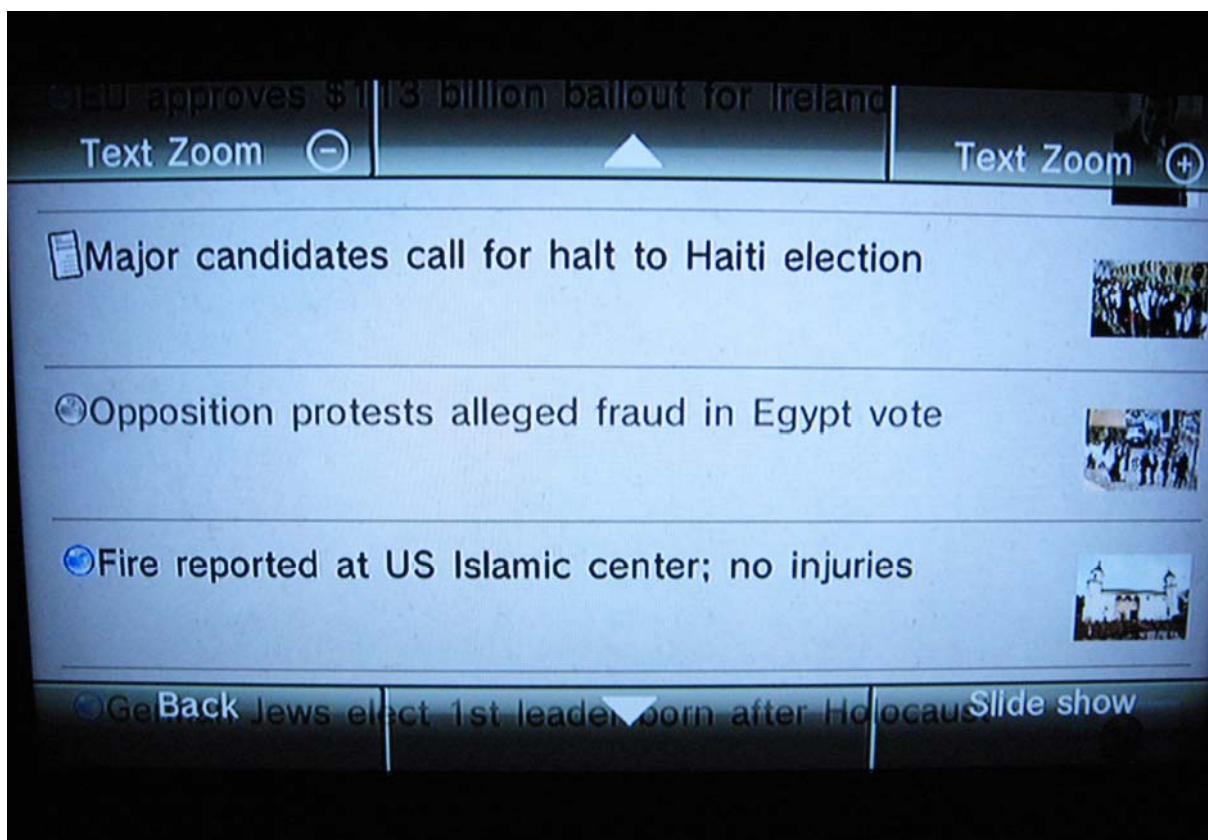 EU approves $113 billion bailout for Ireland
Text Zoom
Text Zoom
Major candidates call for halt to Haiti election
Opposition protests alleged fraud in Egypt vote
Fire reported at US Islamic center; no injuries
Jews elect 1st leader born after Holocaust
Back
Slide show